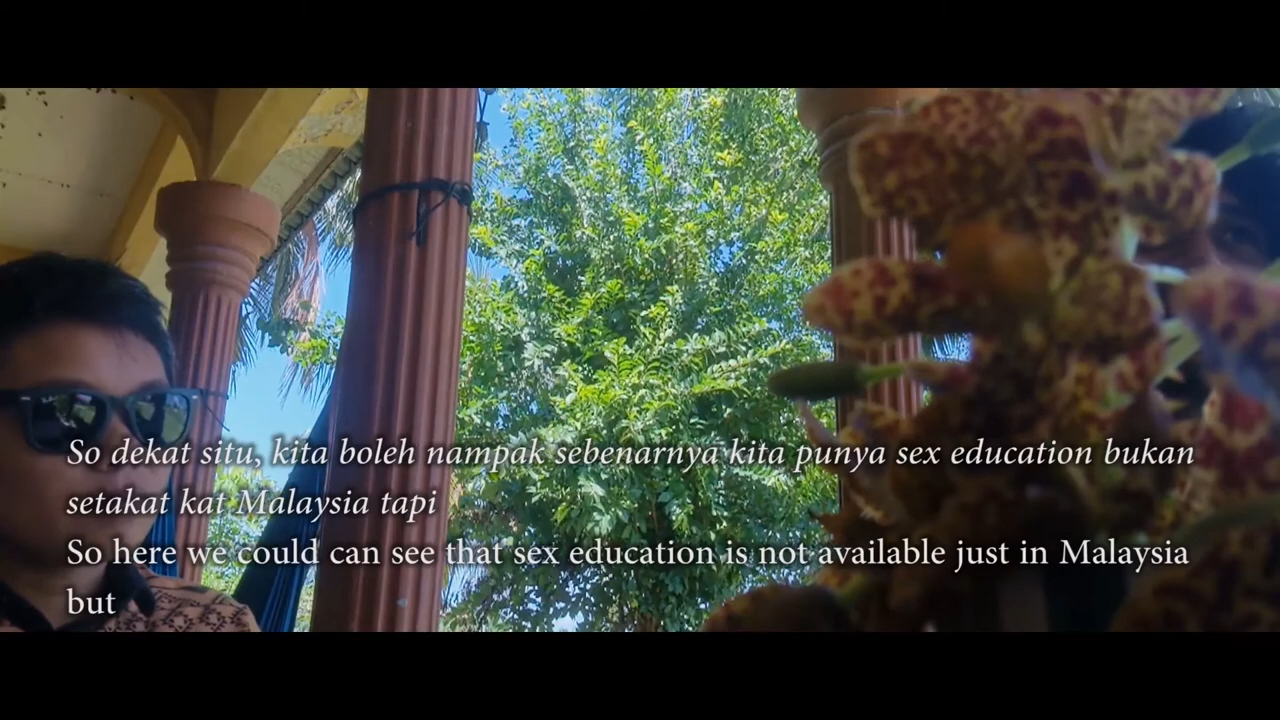 So dekat situ, kita boleh nampak sebenarnya kita punya sex education bukan
setakat kat Malaysia tapi
So here we could can see that sex education is not available just in Malaysia
but